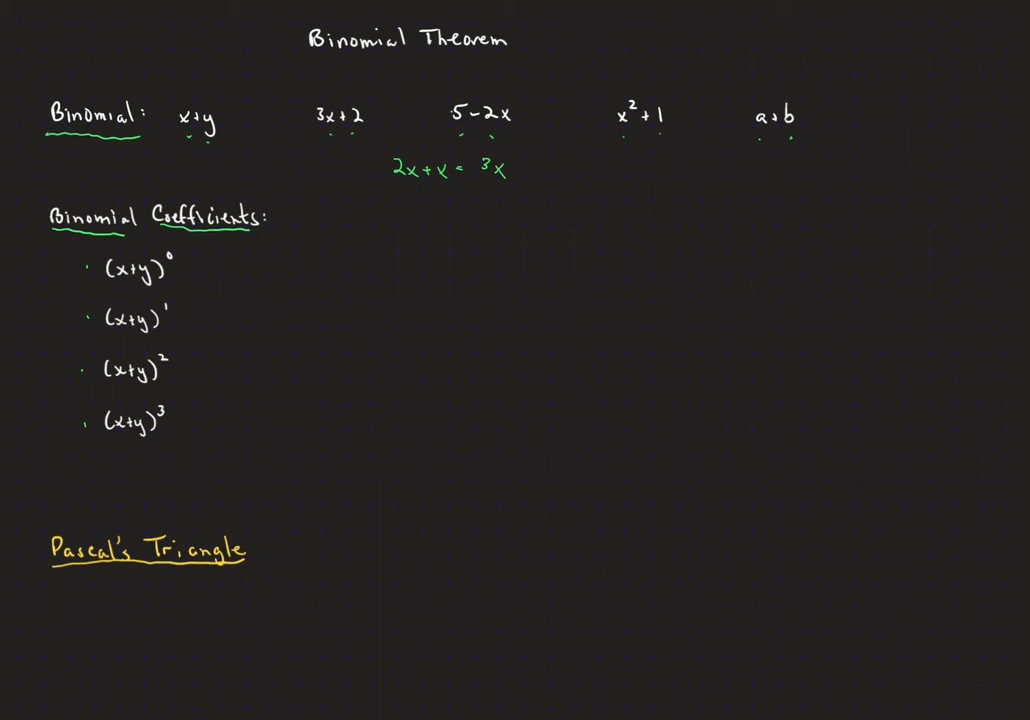 Binomial Theorem
Binomial: x+y 3x+2 5-2x x²+1 a+b
2x+x = 3x
Binomial Coefficients:
· (x+y)⁰
· (x+y)¹
· (x+y)²
· (x+y)³
Pascal's Triangle